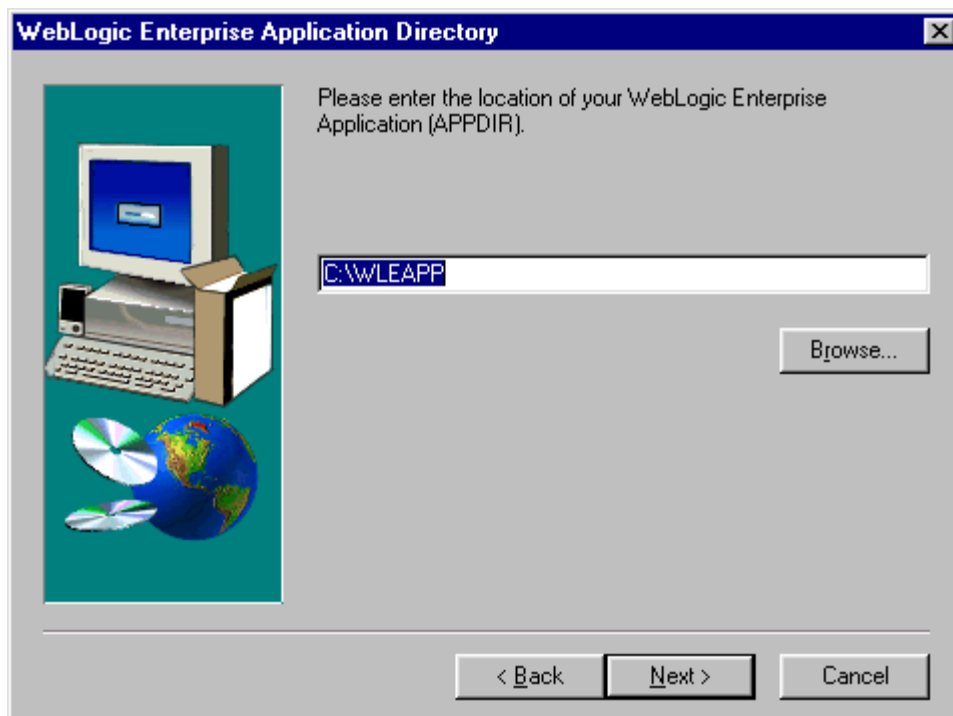 WebLogic Enterprise Application Directory
Please enter the location of your WebLogic Enterprise
Application (APPDIR).
C:\WLEAPP
Browse...
< Back
Next >
Cancel